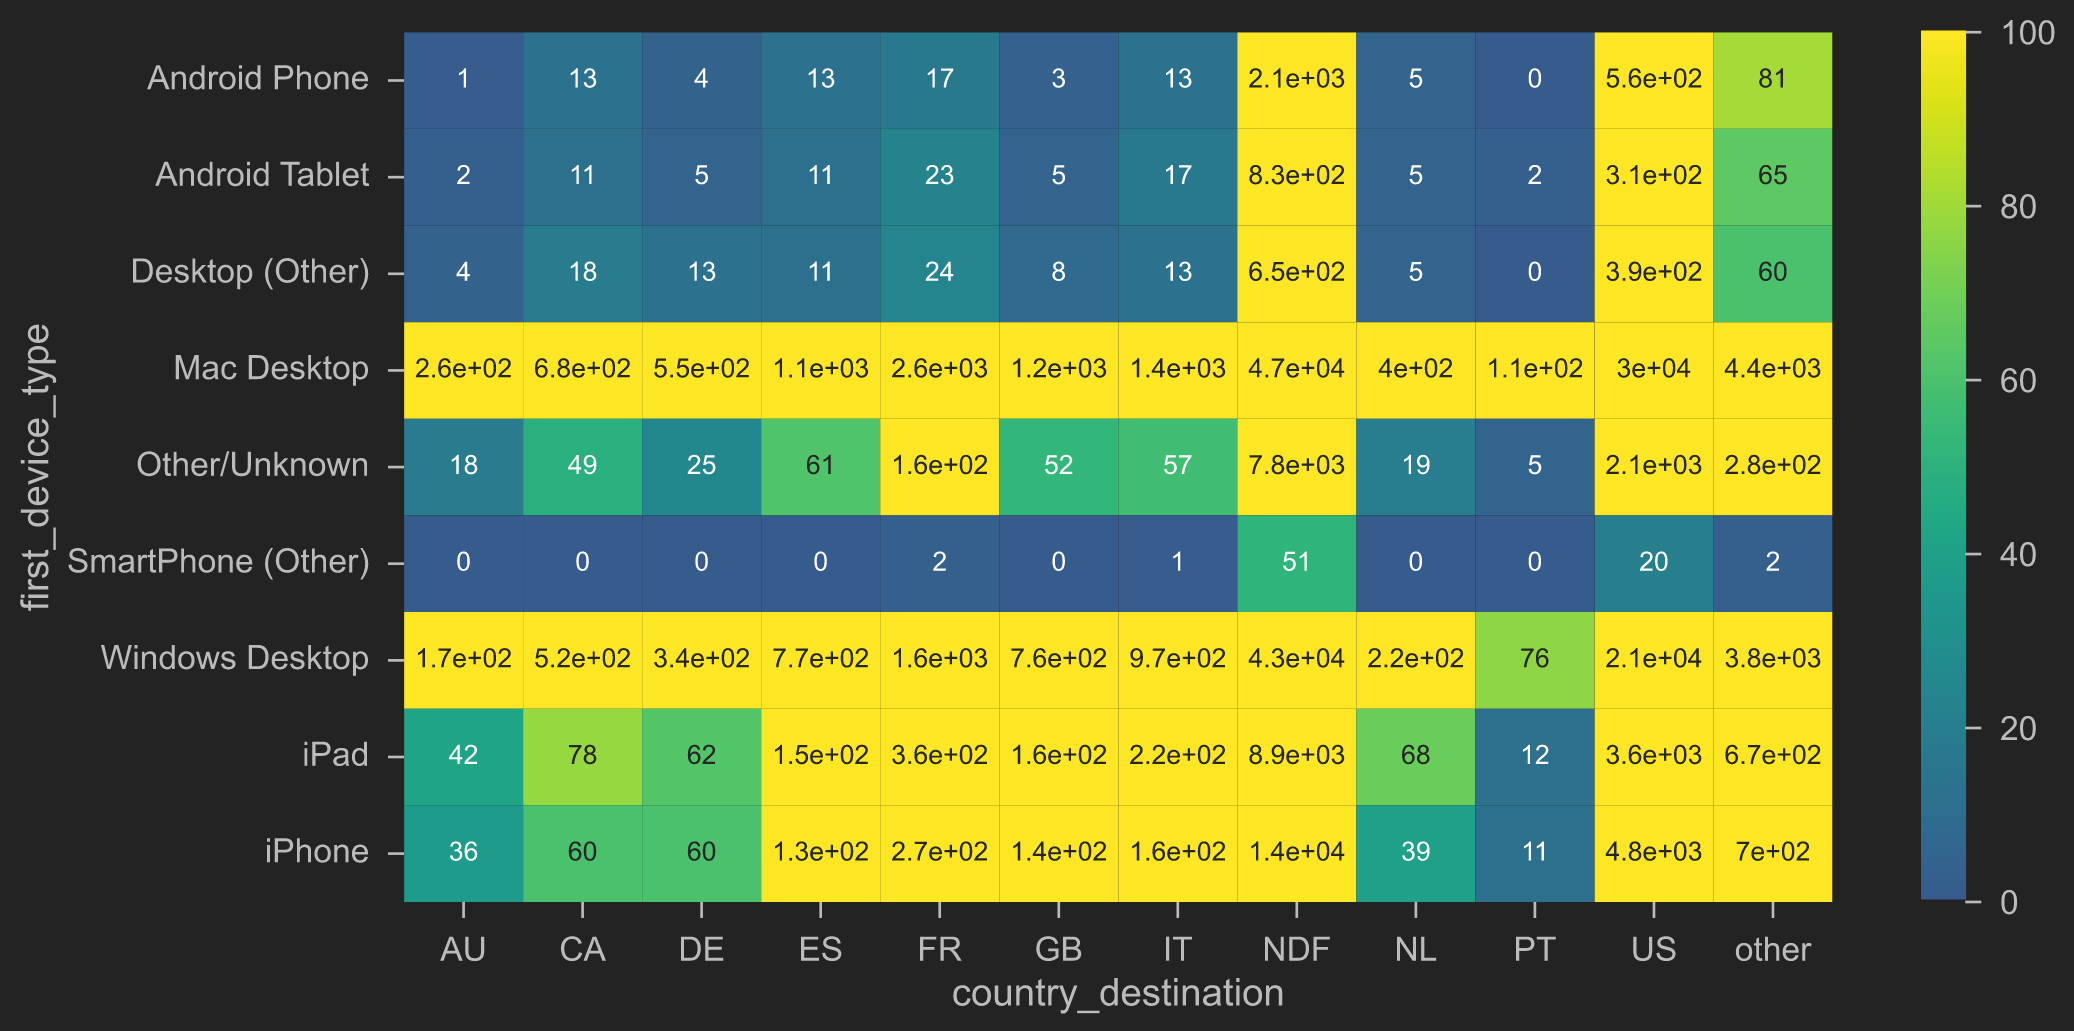 Android Phone 1 13 4 13 17 3 13 2.1e+03 5 0 5.6e+02 81
Android Tablet 2 11 5 11 23 5 17 8.3e+02 5 2 3.1e+02 65
Desktop (Other) 4 18 13 11 24 8 13 6.5e+02 5 0 3.9e+02 60
Mac Desktop 2.6e+02 6.8e+02 5.5e+02 1.1e+03 2.6e+03 1.2e+03 1.4e+03 4.7e+04 4e+02 1.1e+02 3e+04 4.4e+03
Other/Unknown 18 49 25 61 1.6e+02 52 57 7.8e+03 19 5 2.1e+03 2.8e+02
SmartPhone (Other) 0 0 0 0 2 0 1 51 0 0 20 2
Windows Desktop 1.7e+02 5.2e+02 3.4e+02 7.7e+02 1.6e+03 7.6e+02 9.7e+02 4.3e+04 2.2e+02 76 2.1e+04 3.8e+03
iPad 42 78 62 1.5e+02 3.6e+02 1.6e+02 2.2e+02 8.9e+03 68 12 3.6e+03 6.7e+02
iPhone 36 60 60 1.3e+02 2.7e+02 1.4e+02 1.6e+02 1.4e+04 39 11 4.8e+03 7e+02
AU CA DE ES FR GB IT NDF NL PT US other
country_destination
first_device_type
100
80
60
40
20
0